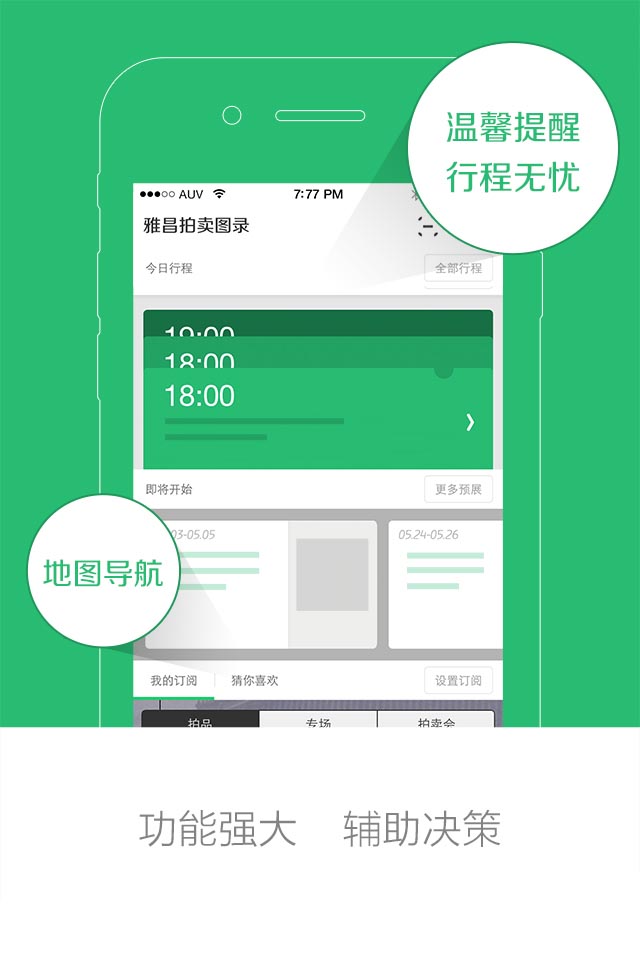 温馨提醒
行程无忧
AUV
7:77 PM
雅昌拍卖图录
今日行程
全部行程
19:00
18:00
18:00
即将开始
更多预展
03-05.05
05.24-05.26
地图导航
我的订阅
猜你喜欢
设置订阅
拍品
专场
拍卖会
功能强大 辅助决策